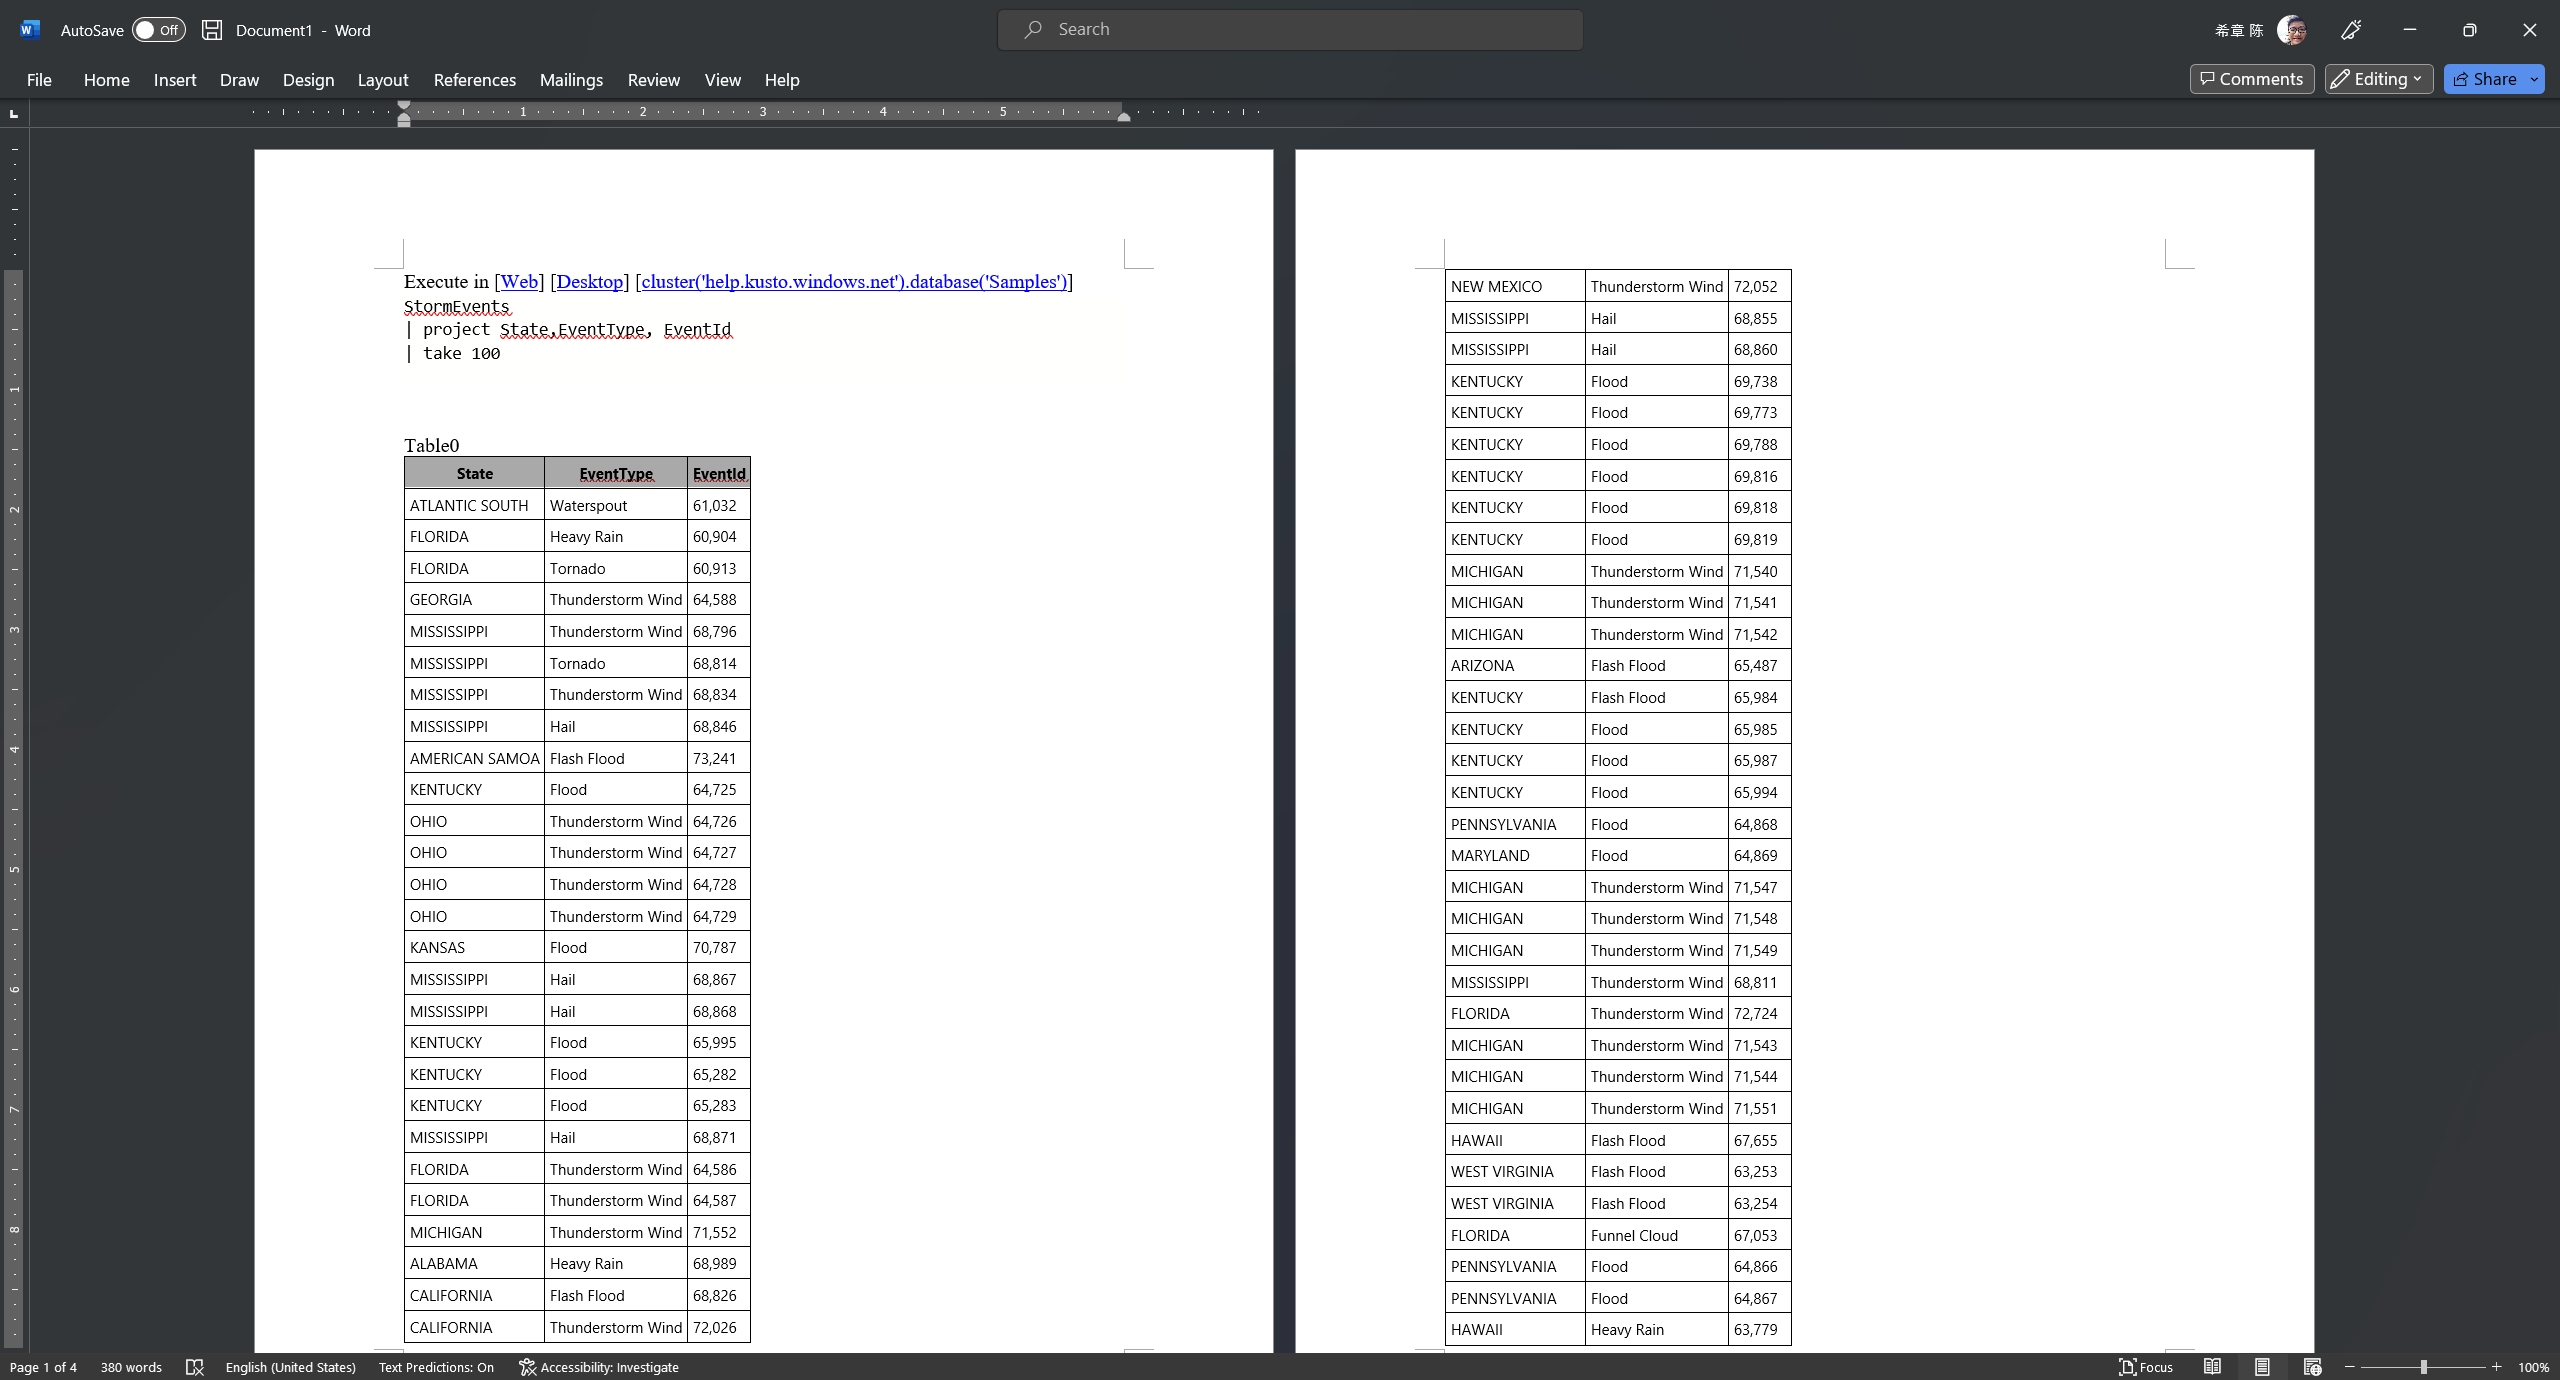 AutoSave Off Document1 - Word
Search
希章 陈
File Home Insert Draw Design Layout References Mailings Review View Help
Comments Editing Share
1 2 3 4 5
1
2
3
4
5
6
7
8
Execute in [Web] [Desktop] [cluster('help.kusto.windows.net').database('Samples')]
StormEvents
| project State,EventType, EventId
| take 100
Table0
State EventType EventId
ATLANTIC SOUTH Waterspout 61,032
FLORIDA Heavy Rain 60,904
FLORIDA Tornado 60,913
GEORGIA Thunderstorm Wind 64,588
MISSISSIPPI Thunderstorm Wind 68,796
MISSISSIPPI Tornado 68,814
MISSISSIPPI Thunderstorm Wind 68,834
MISSISSIPPI Hail 68,846
AMERICAN SAMOA Flash Flood 73,241
KENTUCKY Flood 64,725
OHIO Thunderstorm Wind 64,726
OHIO Thunderstorm Wind 64,727
OHIO Thunderstorm Wind 64,728
OHIO Thunderstorm Wind 64,729
KANSAS Flood 70,787
MISSISSIPPI Hail 68,867
MISSISSIPPI Hail 68,868
KENTUCKY Flood 65,995
KENTUCKY Flood 65,282
KENTUCKY Flood 65,283
MISSISSIPPI Hail 68,871
FLORIDA Thunderstorm Wind 64,586
FLORIDA Thunderstorm Wind 64,587
MICHIGAN Thunderstorm Wind 71,552
ALABAMA Heavy Rain 68,989
CALIFORNIA Flash Flood 68,826
CALIFORNIA Thunderstorm Wind 72,026
NEW MEXICO Thunderstorm Wind 72,052
MISSISSIPPI Hail 68,855
MISSISSIPPI Hail 68,860
KENTUCKY Flood 69,738
KENTUCKY Flood 69,773
KENTUCKY Flood 69,788
KENTUCKY Flood 69,816
KENTUCKY Flood 69,818
KENTUCKY Flood 69,819
MICHIGAN Thunderstorm Wind 71,540
MICHIGAN Thunderstorm Wind 71,541
MICHIGAN Thunderstorm Wind 71,542
ARIZONA Flash Flood 65,487
KENTUCKY Flash Flood 65,984
KENTUCKY Flood 65,985
KENTUCKY Flood 65,987
KENTUCKY Flood 65,994
PENNSYLVANIA Flood 64,868
MARYLAND Flood 64,869
MICHIGAN Thunderstorm Wind 71,547
MICHIGAN Thunderstorm Wind 71,548
MICHIGAN Thunderstorm Wind 71,549
MISSISSIPPI Thunderstorm Wind 68,811
FLORIDA Thunderstorm Wind 72,724
MICHIGAN Thunderstorm Wind 71,543
MICHIGAN Thunderstorm Wind 71,544
MICHIGAN Thunderstorm Wind 71,551
HAWAII Flash Flood 67,655
WEST VIRGINIA Flash Flood 63,253
WEST VIRGINIA Flash Flood 63,254
FLORIDA Funnel Cloud 67,053
PENNSYLVANIA Flood 64,866
PENNSYLVANIA Flood 64,867
HAWAII Heavy Rain 63,779
Page 1 of 4 380 words English (United States) Text Predictions: On Accessibility: Investigate Focus 100%